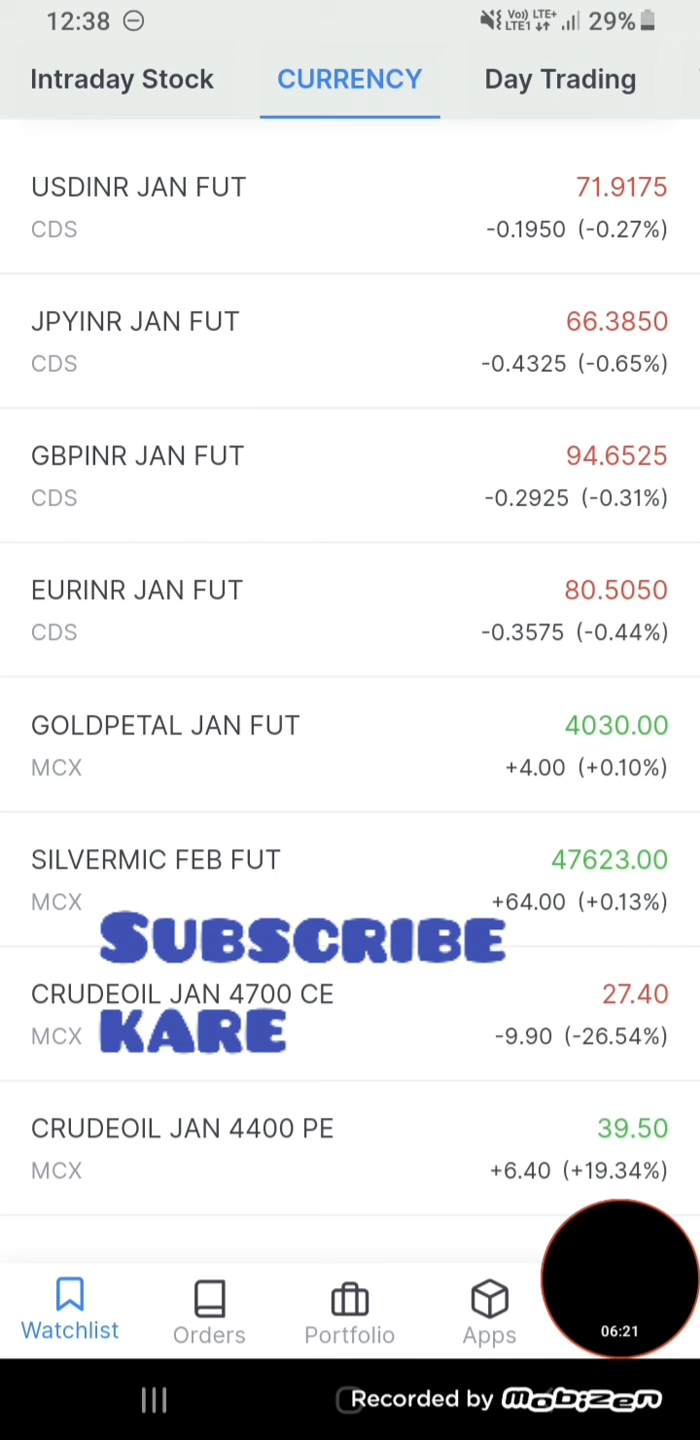 12:38 Vo)) LTE+ LTE1 29%
Intraday Stock CURRENCY Day Trading
USDINR JAN FUT 71.9175
CDS -0.1950 (-0.27%)
JPYINR JAN FUT 66.3850
CDS -0.4325 (-0.65%)
GBPINR JAN FUT 94.6525
CDS -0.2925 (-0.31%)
EURINR JAN FUT 80.5050
CDS -0.3575 (-0.44%)
GOLDPETAL JAN FUT 4030.00
MCX +4.00 (+0.10%)
SILVERMIC FEB FUT 47623.00
MCX +64.00 (+0.13%)
SUBSCRIBE
CRUDEOIL JAN 4700 CE 27.40
MCX KARE -9.90 (-26.54%)
CRUDEOIL JAN 4400 PE 39.50
MCX +6.40 (+19.34%)
Watchlist Orders Portfolio Apps 06:21
Recorded by mobizen